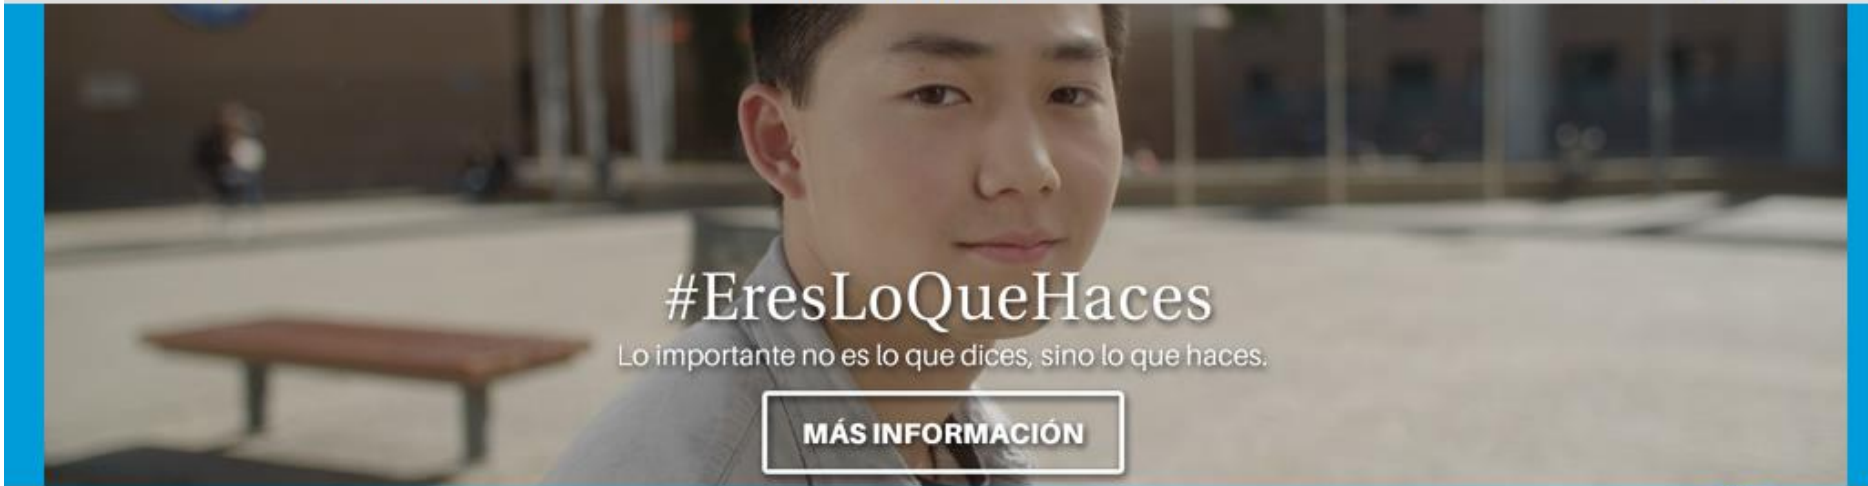 #EresLoQueHaces
Lo importante no es lo que dices, sino lo que haces.
MÁS INFORMACIÓN